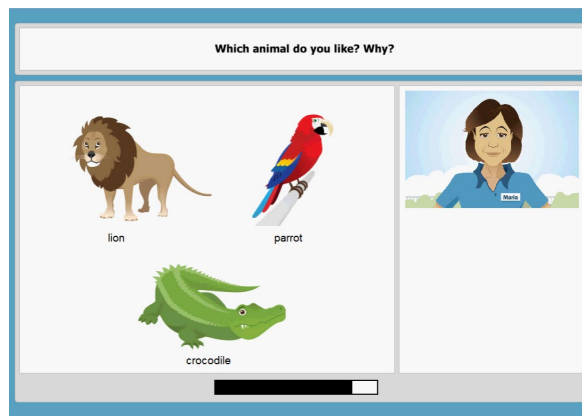 Which animal do you like? Why?
Maria
lion
parrot
crocodile